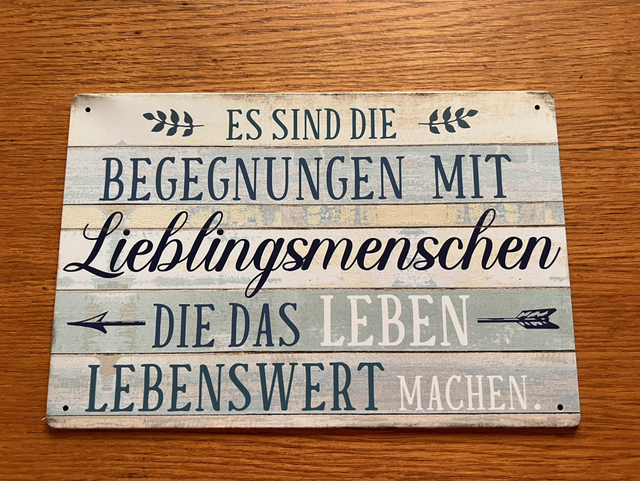 ES SIND DIE
BEGEGNUNGEN MIT
Lieblingsmenschen
DIE DAS LEBEN
LEBENSWERT MACHEN.